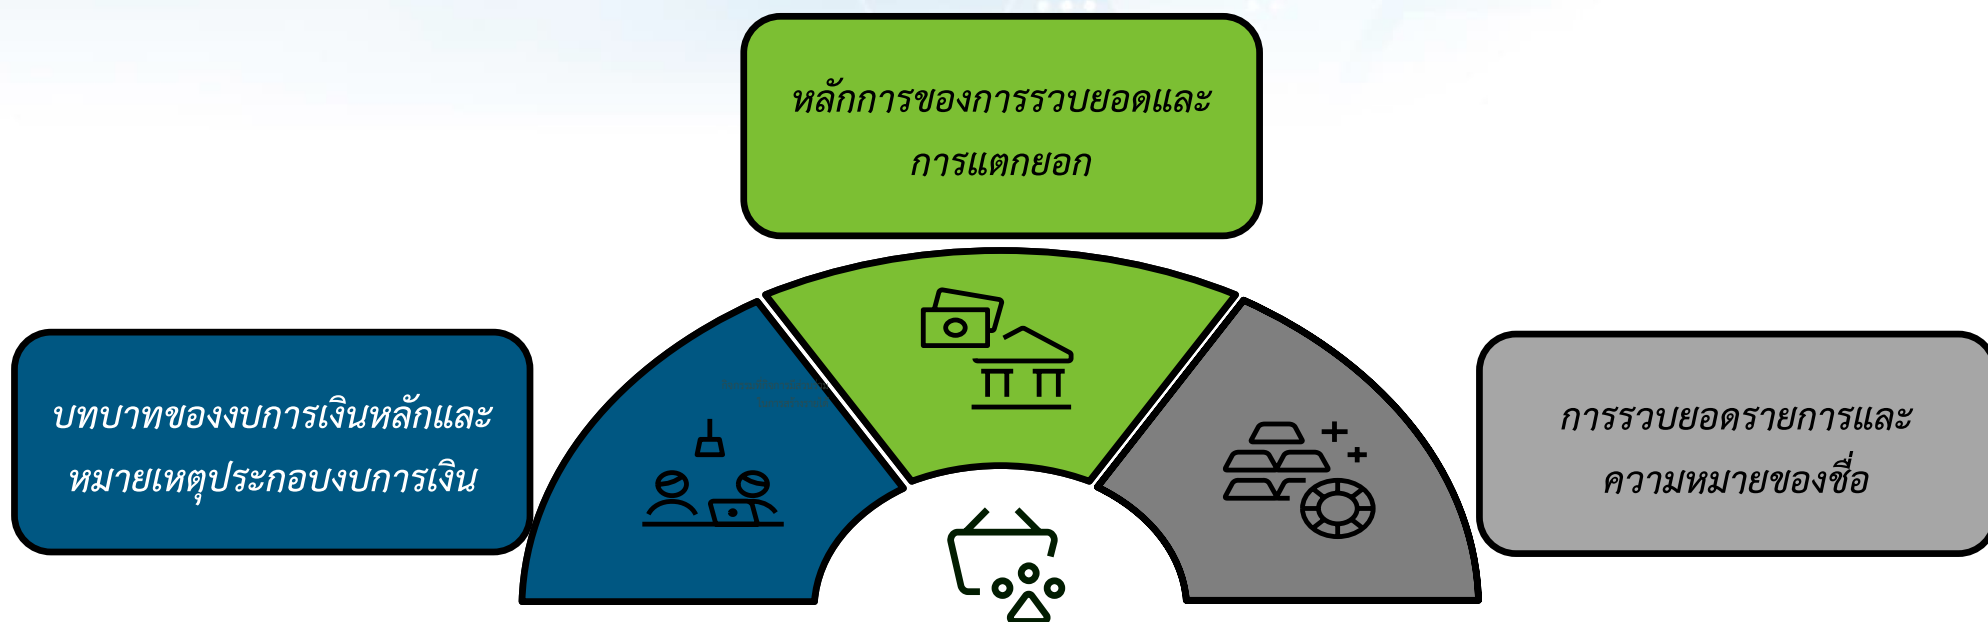 หลักการของการรวบยอดและ
การแตกยอก
บทบาทของงบการเงินหลักและ
หมายเหตุประกอบงบการเงิน
การรวบยอดรายการและ
ความหมายของชื่อ